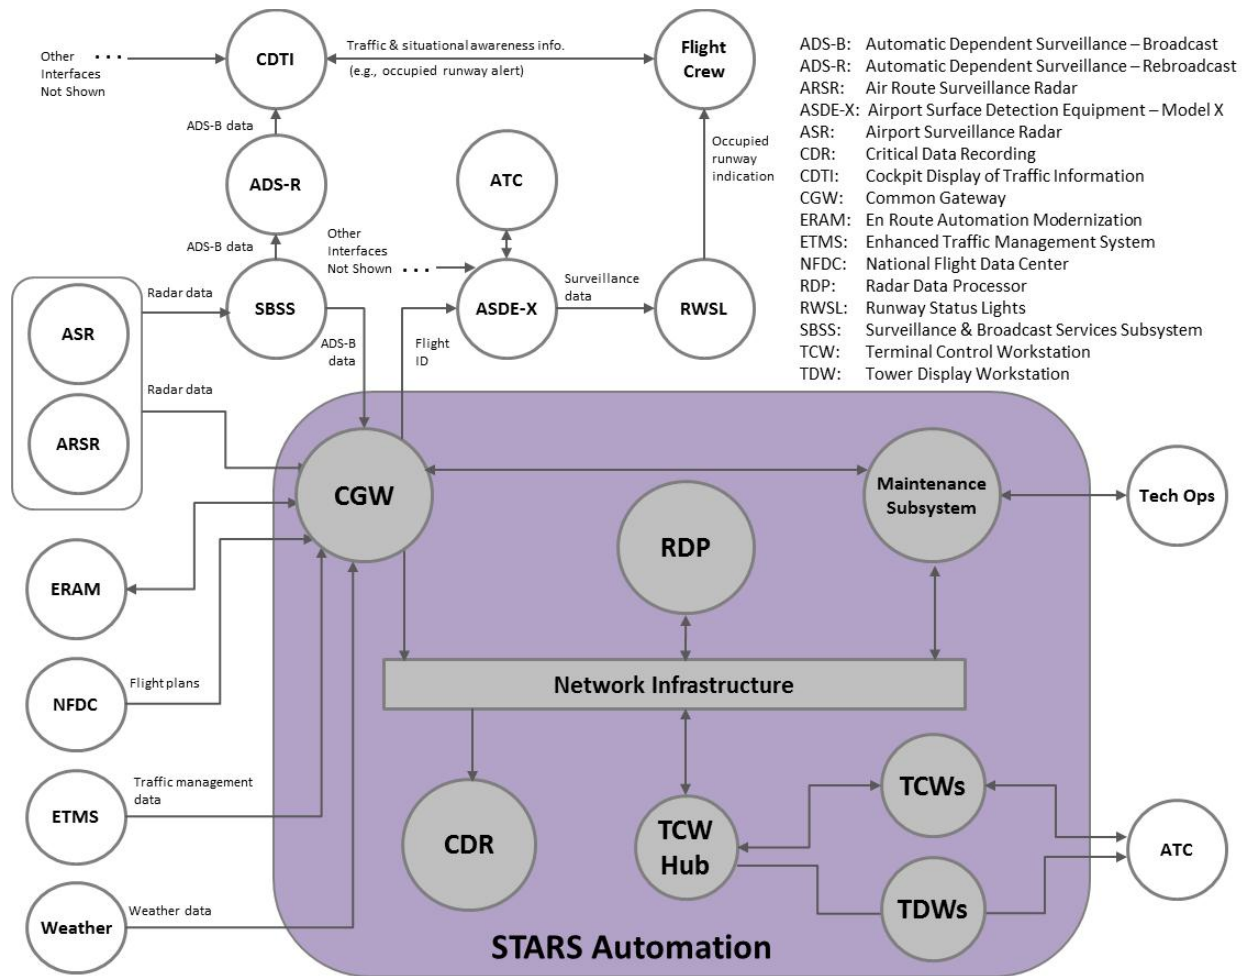 Other
Interfaces
Not Shown
CDTI
Traffic & situational awareness info.
(e.g., occupied runway alert)
Flight
Crew
ADS-B data
ADS-R
ATC
Occupied
runway
indication
ADS-B data
Other
Interfaces
Not Shown
Radar data
SBSS
ASDE-X
Surveillance
data
RWSL
ASR
ADS-B
data
Flight
ID
Radar data
ARSR
ADS-B: Automatic Dependent Surveillance – Broadcast
ADS-R: Automatic Dependent Surveillance – Rebroadcast
ARSR: Air Route Surveillance Radar
ASDE-X: Airport Surface Detection Equipment – Model X
ASR: Airport Surveillance Radar
CDR: Critical Data Recording
CDTI: Cockpit Display of Traffic Information
CGW: Common Gateway
ERAM: En Route Automation Modernization
ETMS: Enhanced Traffic Management System
NFDC: National Flight Data Center
RDP: Radar Data Processor
RWSL: Runway Status Lights
SBSS: Surveillance & Broadcast Services Subsystem
TCW: Terminal Control Workstation
TDW: Tower Display Workstation
CGW
Maintenance
Subsystem
Tech Ops
RDP
ERAM
Network Infrastructure
NFDC
Flight plans
ETMS
Traffic management
data
CDR
TCW
Hub
TCWs
TDWs
ATC
Weather
Weather data
STARS Automation